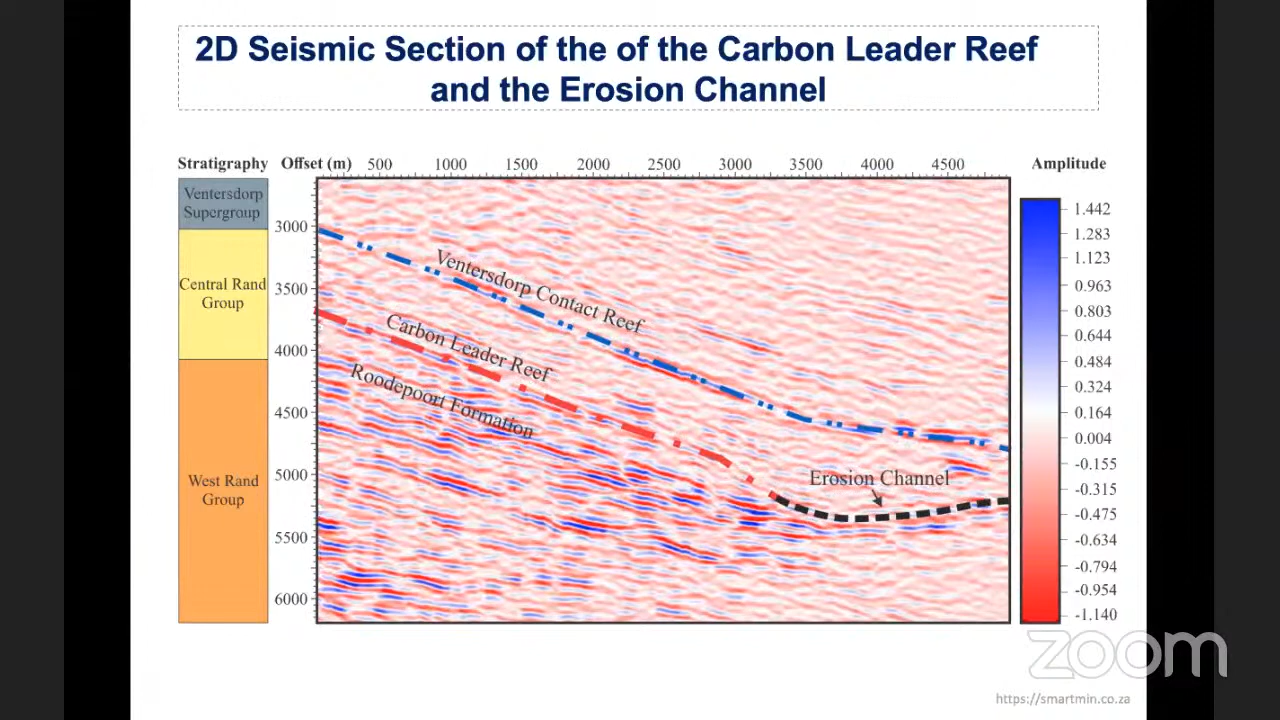 2D Seismic Section of the of the Carbon Leader Reef
and the Erosion Channel
Stratigraphy
Offset (m) 500 1000 1500 2000 2500 3000 3500 4000 4500
Amplitude
Ventersdorp
Supergroup
Central Rand
Group
West Rand
Group
3000
3500
4000
4500
5000
5500
6000
Ventersdorp Contact Reef
Carbon Leader Reef
Roodepoort Formation
Erosion Channel
1.442
1.283
1.123
0.963
0.803
0.644
0.484
0.324
0.164
0.004
-0.155
-0.315
-0.475
-0.634
-0.794
-0.954
-1.140
zoom
https://smartmin.co.za